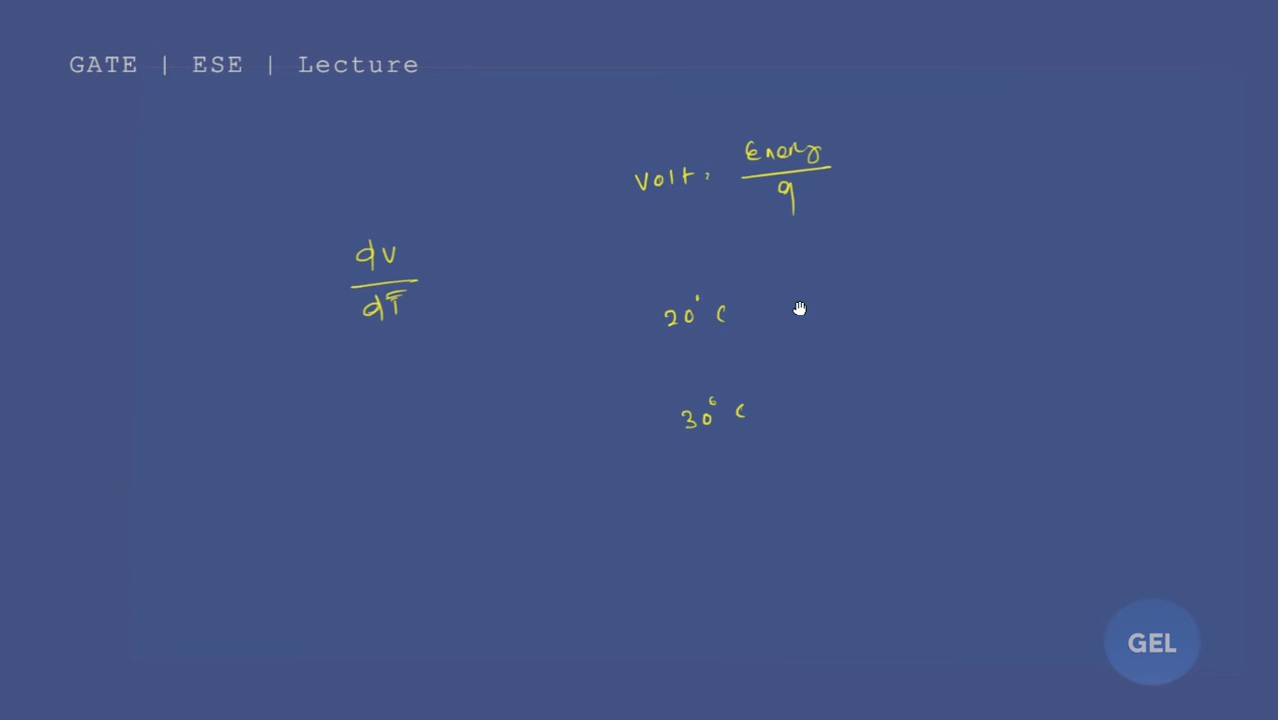 GATE | ESE | Lecture
Volt = Energy
q
dv
dT
20° C
30° C
GEL